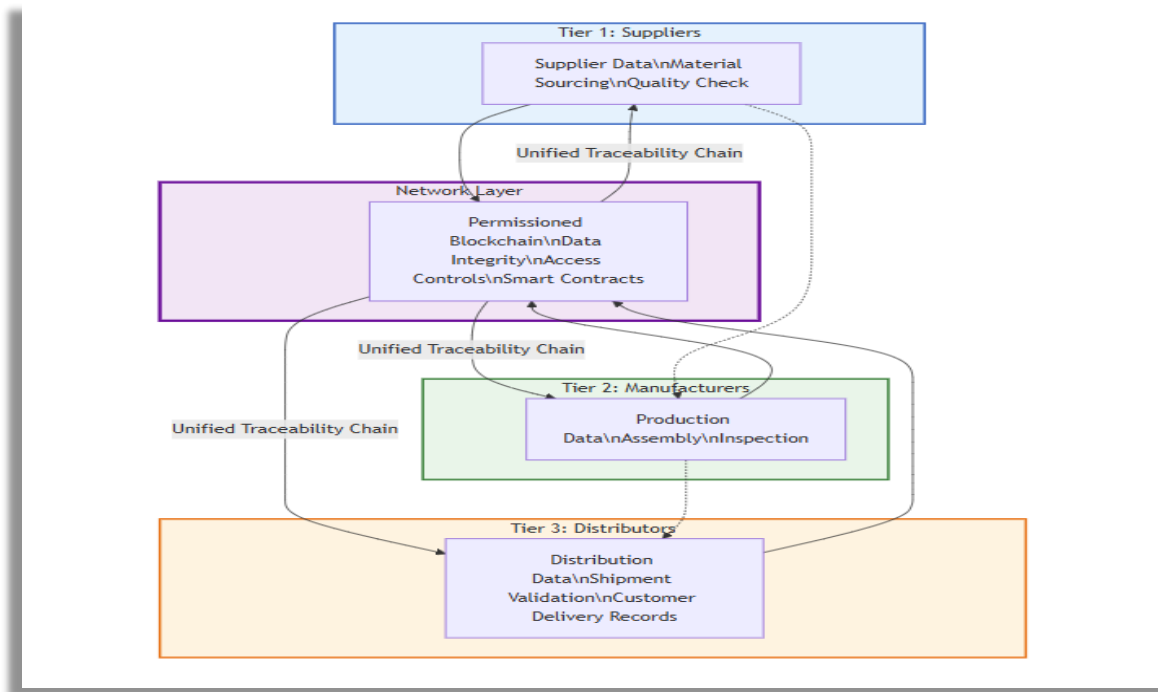 Tier 1: Suppliers
Supplier Data\nMaterial
Sourcing\nQuality Check
Unified Traceability Chain
Network Layer
Permissioned
Blockchain\nData
Integrity\nAccess
Controls\nSmart Contracts
Unified Traceability Chain
Tier 2: Manufacturers
Production
Data\nAssembly\nInspection
Unified Traceability Chain
Tier 3: Distributors
Distribution
Data\nShipment
Validation\nCustomer
Delivery Records